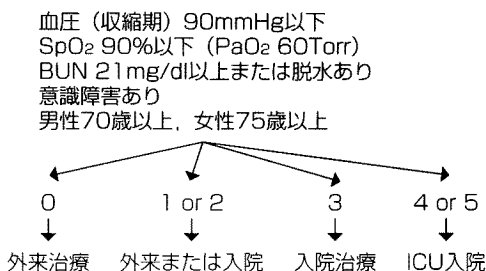 血圧（収縮期）90mmHg以下
SpO2 90%以下（PaO2 60Torr）
BUN 21mg/dl以上または脱水あり
意識障害あり
男性70歳以上，女性75歳以上
0 1 or 2 3 4 or 5
外来治療 外来または入院 入院治療 ICU入院